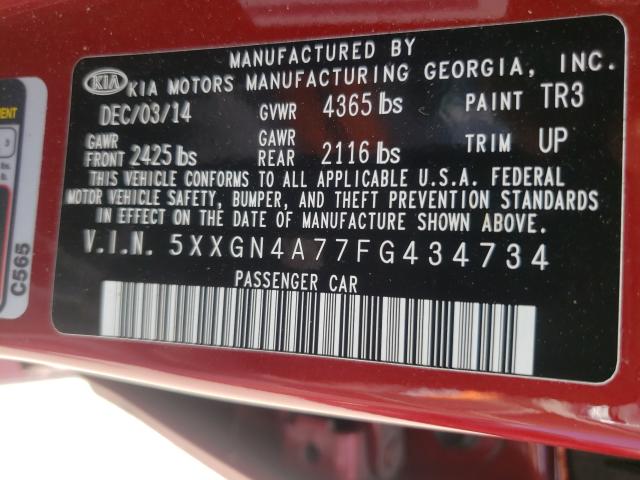 MANUFACTURED BY
KIA KIA MOTORS MANUFACTURING GEORGIA, INC.
DEC/03/14 GVWR 4365 lbs PAINT TR3
GAWR FRONT 2425 lbs GAWR REAR 2116 lbs TRIM UP
THIS VEHICLE CONFORMS TO ALL APPLICABLE U.S.A. FEDERAL
MOTOR VEHICLE SAFETY, BUMPER, AND THEFT PREVENTION STANDARDS
IN EFFECT ON THE DATE OF MANUFACTURE SHOWN ABOVE.
V.I.N. 5XXGN4A77FG434734
PASSENGER CAR
C565